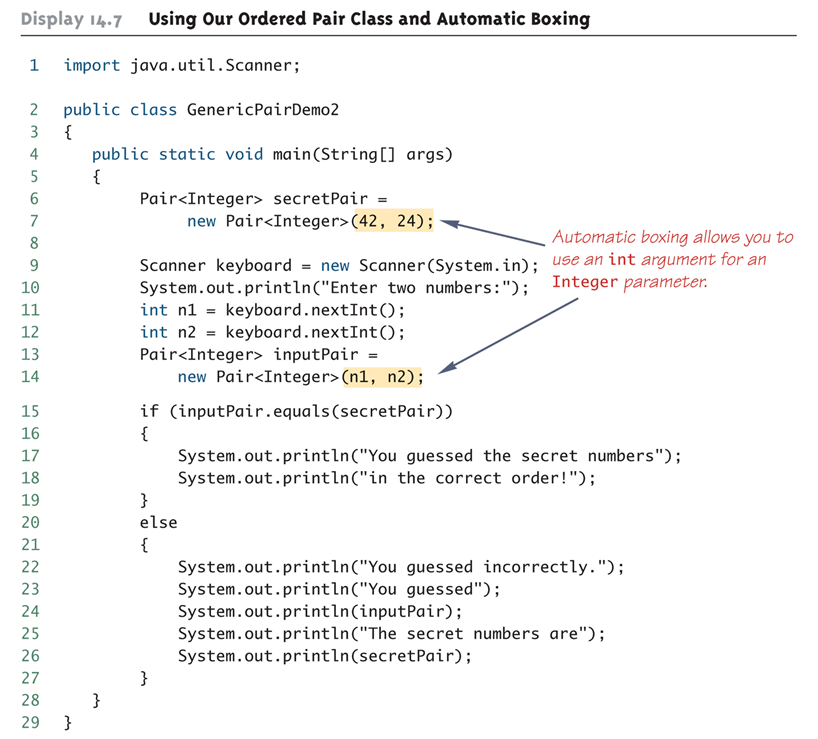 Display 14.7 Using Our Ordered Pair Class and Automatic Boxing
1 import java.util.Scanner;
2 public class GenericPairDemo2
3 {
4 public static void main(String[] args)
5 {
6 Pair<Integer> secretPair =
7 new Pair<Integer>(42, 24);
8
9 Scanner keyboard = new Scanner(System.in);
10 System.out.println("Enter two numbers:");
11 int n1 = keyboard.nextInt();
12 int n2 = keyboard.nextInt();
13 Pair<Integer> inputPair =
14 new Pair<Integer>(n1, n2);
Automatic boxing allows you to
use an int argument for an
Integer parameter.
15 if (inputPair.equals(secretPair))
16 {
17 System.out.println("You guessed the secret numbers");
18 System.out.println("in the correct order!");
19 }
20 else
21 {
22 System.out.println("You guessed incorrectly.");
23 System.out.println("You guessed");
24 System.out.println(inputPair);
25 System.out.println("The secret numbers are");
26 System.out.println(secretPair);
27 }
28 }
29 }